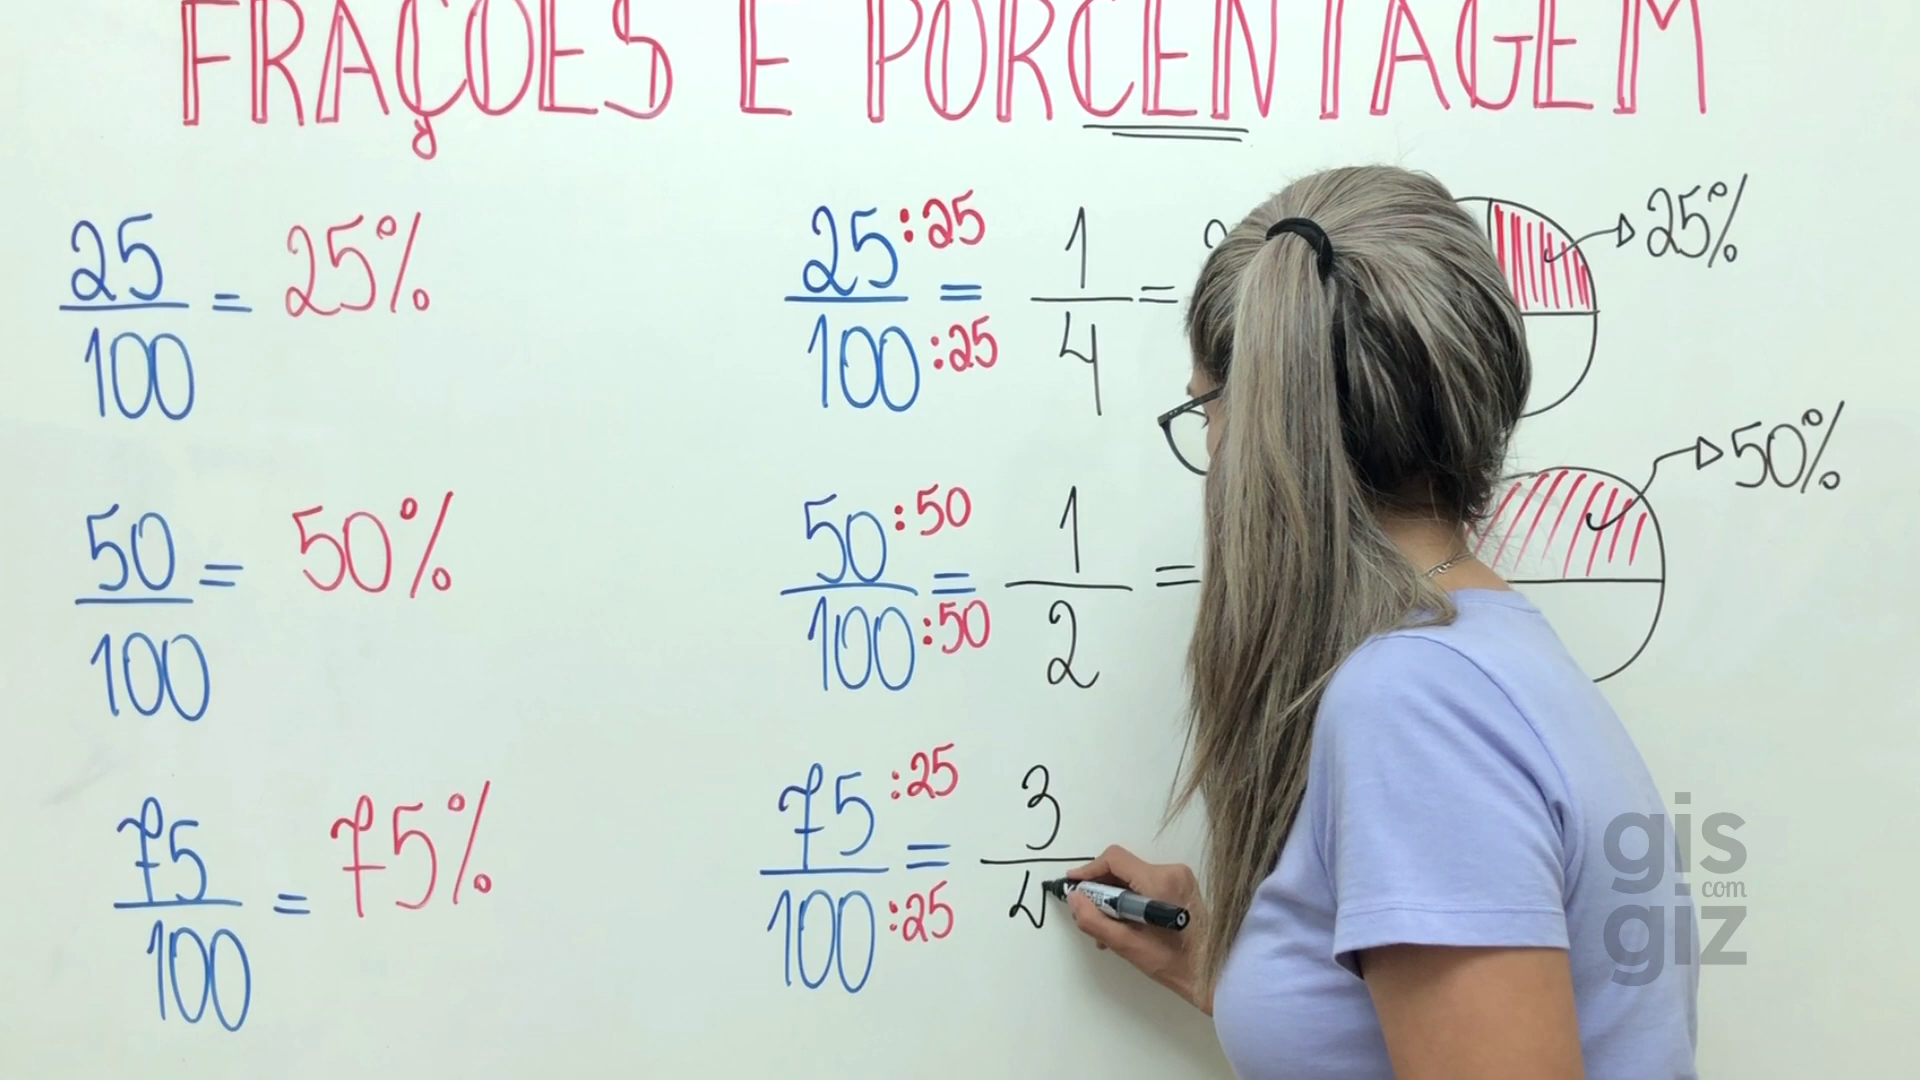 FRAÇÕES E PORCENTAGEM
25/100 = 25%
25:25/100:25 = 1/4 =
25%
50/100 = 50%
50:50/100:50 = 1/2 =
50%
75/100 = 75%
75:25/100:25 = 3/4
gis
com
giz